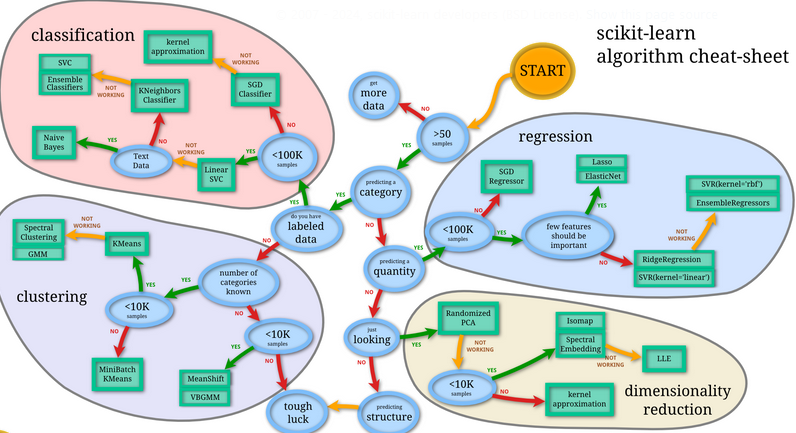 scikit-learn
algorithm cheat-sheet
START
>50
samples
get
more
data
NO
YES
predicting a
category
YES
NO
do you have
labeled
data
YES
NO
predicting a
quantity
YES
NO
just
looking
YES
NO
predicting
structure
tough
luck
classification
kernel
approximation
NOT
WORKING
SGD
Classifier
NO
<100K
samples
YES
Linear
SVC
NOT
WORKING
Text
Data
YES
Naive
Bayes
NO
KNeighbors
Classifier
NOT
WORKING
SVC
Ensemble
Classifiers
regression
<100K
samples
NO
SGD
Regressor
YES
few features
should be
important
YES
Lasso
ElasticNet
NO
RidgeRegression
SVR(kernel='linear')
NOT
WORKING
SVR(kernel='rbf')
EnsembleRegressors
clustering
number of
categories
known
YES
NO
<10K
samples
YES
KMeans
NOT
WORKING
Spectral
Clustering
GMM
NO
MiniBatch
KMeans
<10K
samples
YES
MeanShift
VBGMM
NO
dimensionality
reduction
Randomized
PCA
NOT
WORKING
<10K
samples
YES
Isomap
Spectral
Embedding
NOT
WORKING
LLE
NO
kernel
approximation